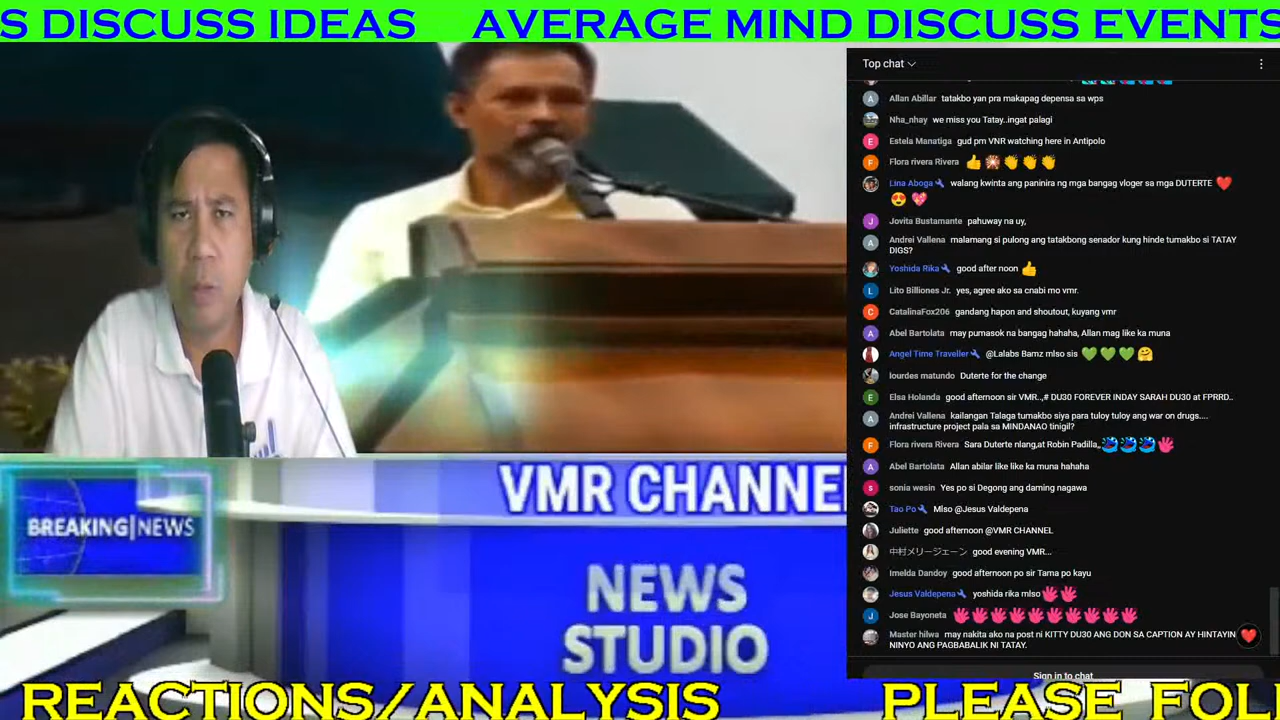 S DISCUSS IDEAS AVERAGE MIND DISCUSS EVENTS
Top chat
Allan Abillar tatakbo yan pra makapag depensa sa wps
Nha_nhay we miss you Tatay..ingat palagi
Estela Manatiga gud pm VNR watching here in Antipolo
Flora rivera Rivera
Lina Aboga walang kwinta ang paninira ng mga bangag vloger sa mga DUTERTE
Jovita Bustamante pahuway na uy,
Andrei Vallena malamang si pulong ang tatakbong senador kung hinde tumakbo si TATAY
DIGS?
Yoshida Rika good after noon
Lito Billiones Jr. yes, agree ako sa cnabi mo vmr.
CatalinaFox206 gandang hapon and shoutout, kuyang vmr
Abel Bartolata may pumasok na bangag hahaha, Allan mag like ka muna
Angel Time Traveller @Lalabs Bamz mlso sis
lourdes matundo Duterte for the change
Elsa Holanda good afternoon sir VMR..,# DU30 FOREVER INDAY SARAH DU30 at FPRRD..
Andrei Vallena kailangan Talaga tumakbo siya para tuloy tuloy ang war on drugs....
infrastructure project pala sa MINDANAO tinigil?
Flora rivera Rivera Sara Duterte nlang,at Robin Padilla,,
Abel Bartolata Allan abilar like like ka muna hahaha
sonia wesin Yes po si Degong ang daming nagawa
Tao Po Mlso @Jesus Valdepena
Juliette good afternoon @VMR CHANNEL
中村メリージェーン good evening VMR...
Imelda Dandoy good afternoon po sir Tama po kayu
Jesus Valdepena yoshida rika mlso
Jose Bayoneta
Master hilwa may nakita ako na post ni KITTY DU30 ANG DON SA CAPTION AY HINTAYIN
NINYO ANG PAGBABALIK NI TATAY.
Sign in to chat
VMR CHANNE
BREAKING|NEWS
NEWS
STUDIO
REACTIONS/ANALYSIS PLEASE FOL